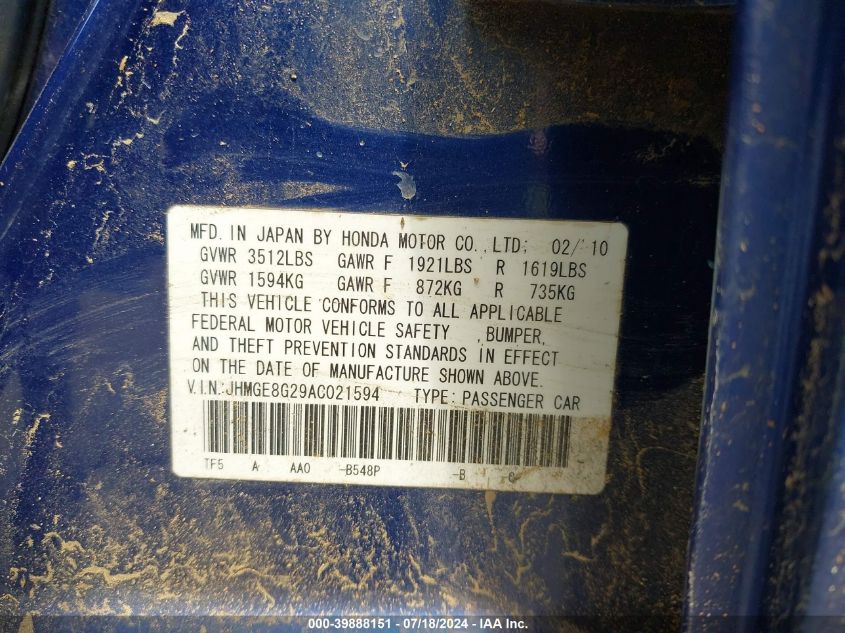 MFD. IN JAPAN BY HONDA MOTOR CO., LTD; 02/10
GVWR 3512LBS GAWR F 1921LBS R 1619LBS
GVWR 1594KG GAWR F 872KG R 735KG
THIS VEHICLE CONFORMS TO ALL APPLICABLE
FEDERAL MOTOR VEHICLE SAFETY ,BUMPER,
AND THEFT PREVENTION STANDARDS IN EFFECT
ON THE DATE OF MANUFACTURE SHOWN ABOVE.
V.I.N.:JHMGE8G29AC021594 TYPE: PASSENGER CAR
TF5 A AAO -B548P -B
000-39888151 - 07/18/2024 - IAA Inc.